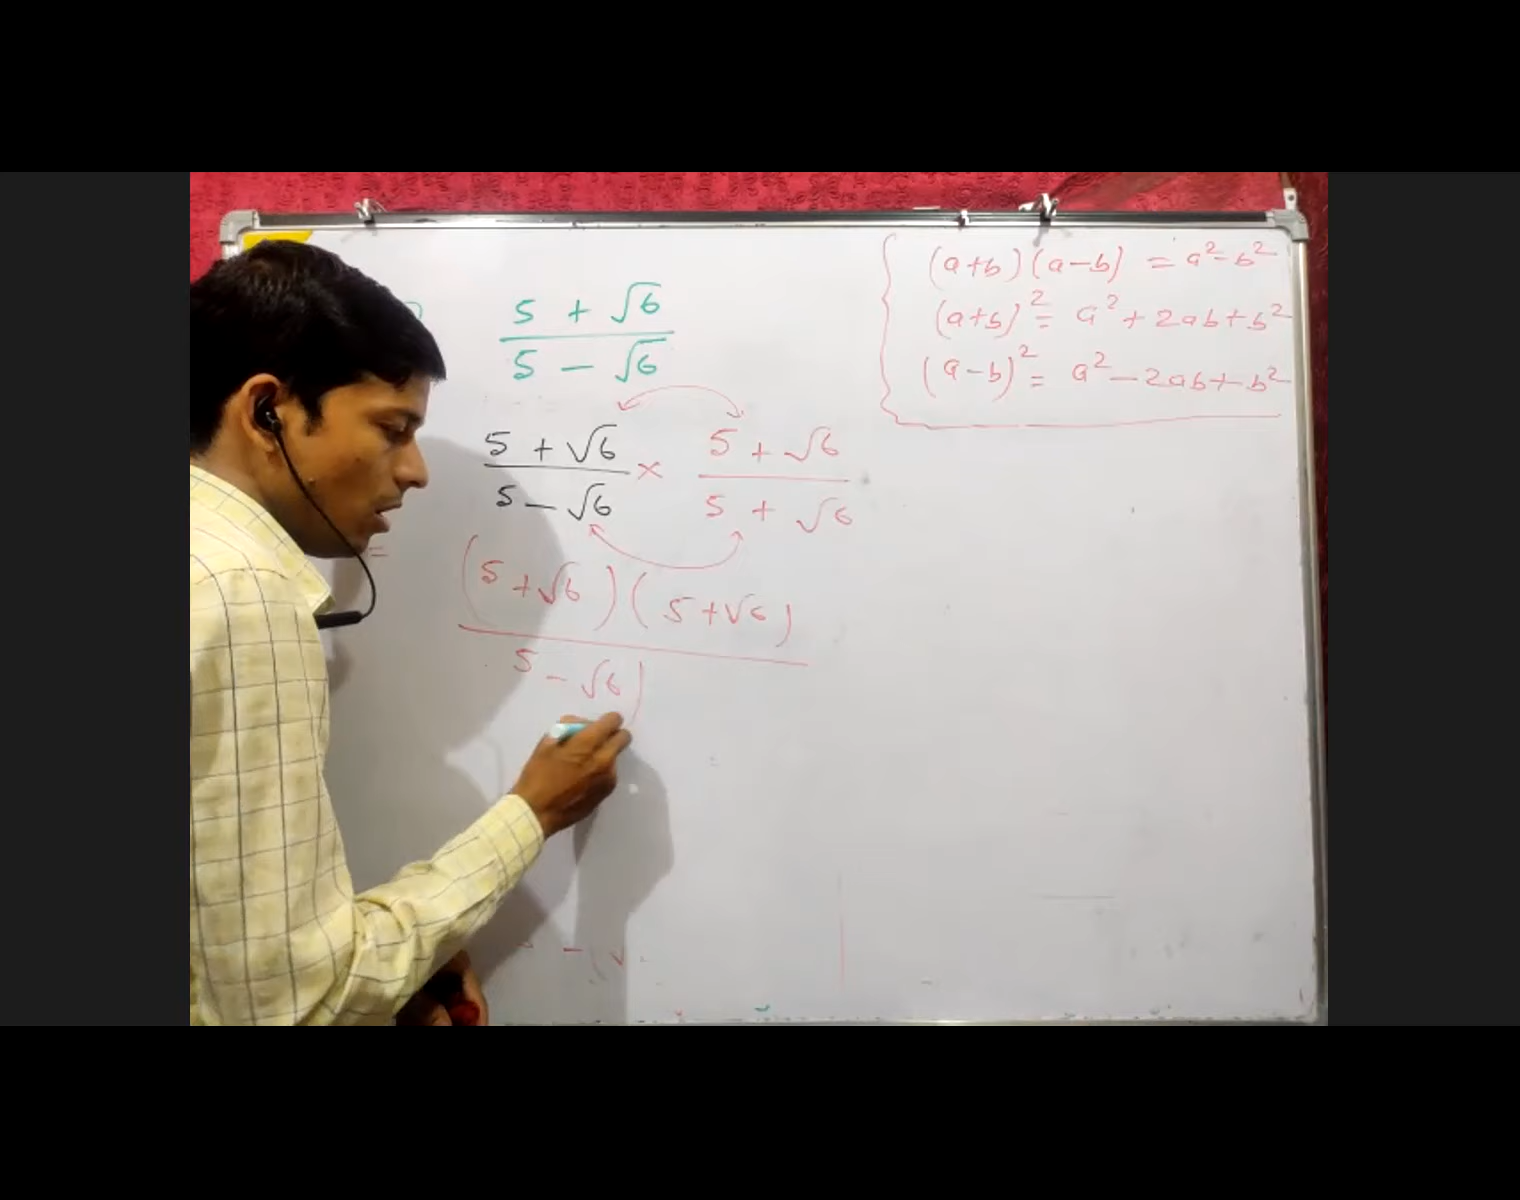 (a+b)(a-b) = a²-b²
(a+b)² = a²+2ab+b²
(a-b)² = a²-2ab+b²
5 + √6
5 - √6
5 + √6 × 5 + √6
5 - √6 5 + √6
=
(5+√6)(5+√6)
5 - √6)